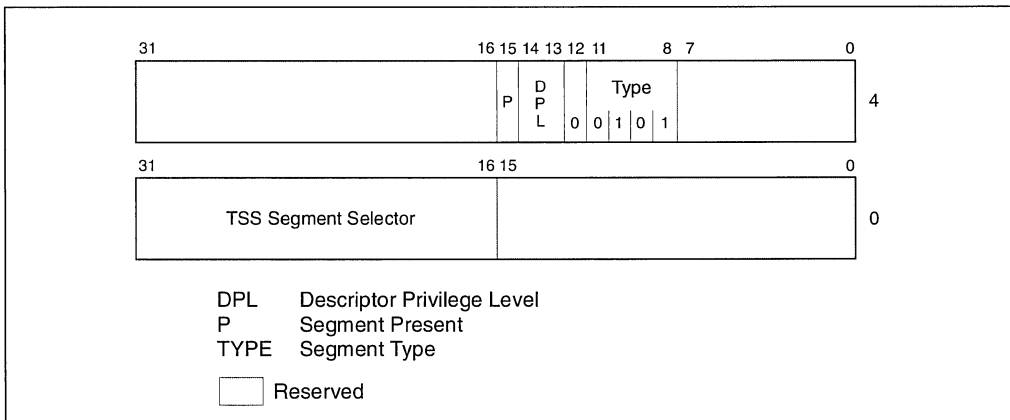 31 16 15 14 13 12 11 8 7 0
P D P L 0 Type 0 1 0 1 4
31 16 15 0
TSS Segment Selector 0
DPL Descriptor Privilege Level
P Segment Present
TYPE Segment Type
Reserved